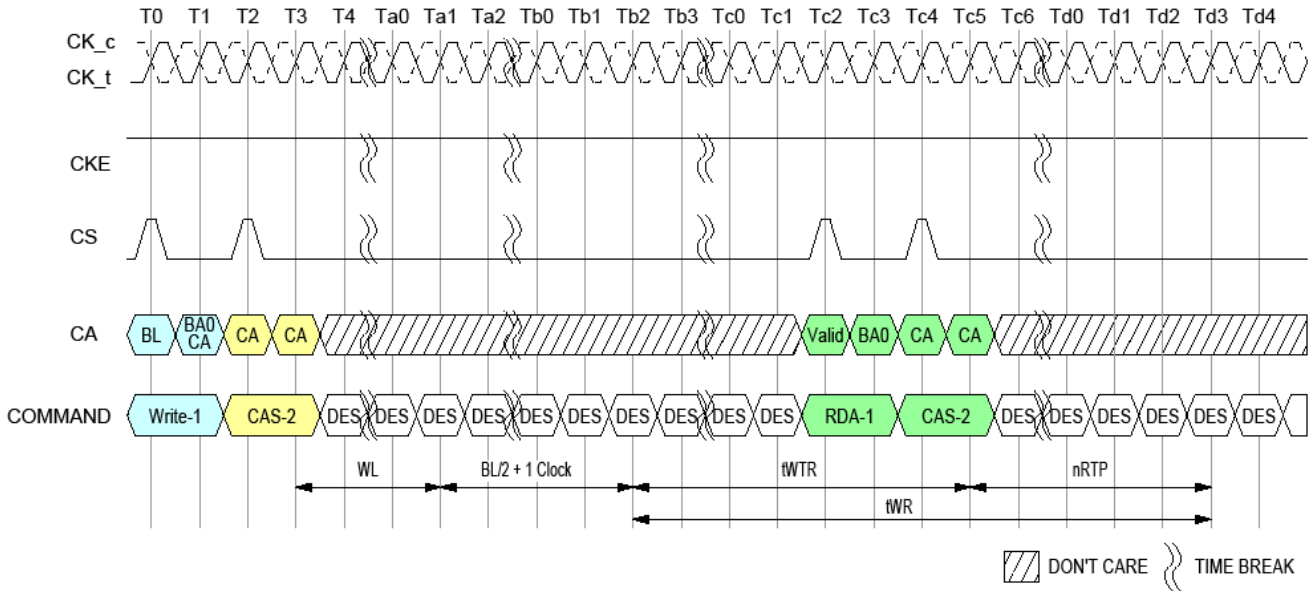 T0 T1 T2 T3 T4 Ta0 Ta1 Ta2 Tb0 Tb1 Tb2 Tb3 Tc0 Tc1 Tc2 Tc3 Tc4 Tc5 Tc6 Td0 Td1 Td2 Td3 Td4
CK_c
CK_t
CKE
CS
CA BL BA0 CA CA Valid BA0 CA CA
CA
COMMAND Write-1 CAS-2 DES DES DES DES DES DES DES DES DES DES RDA-1 CAS-2 DES DES DES DES DES DES
WL BL/2 + 1 Clock tWTR nRTP
tWR
DON'T CARE TIME BREAK